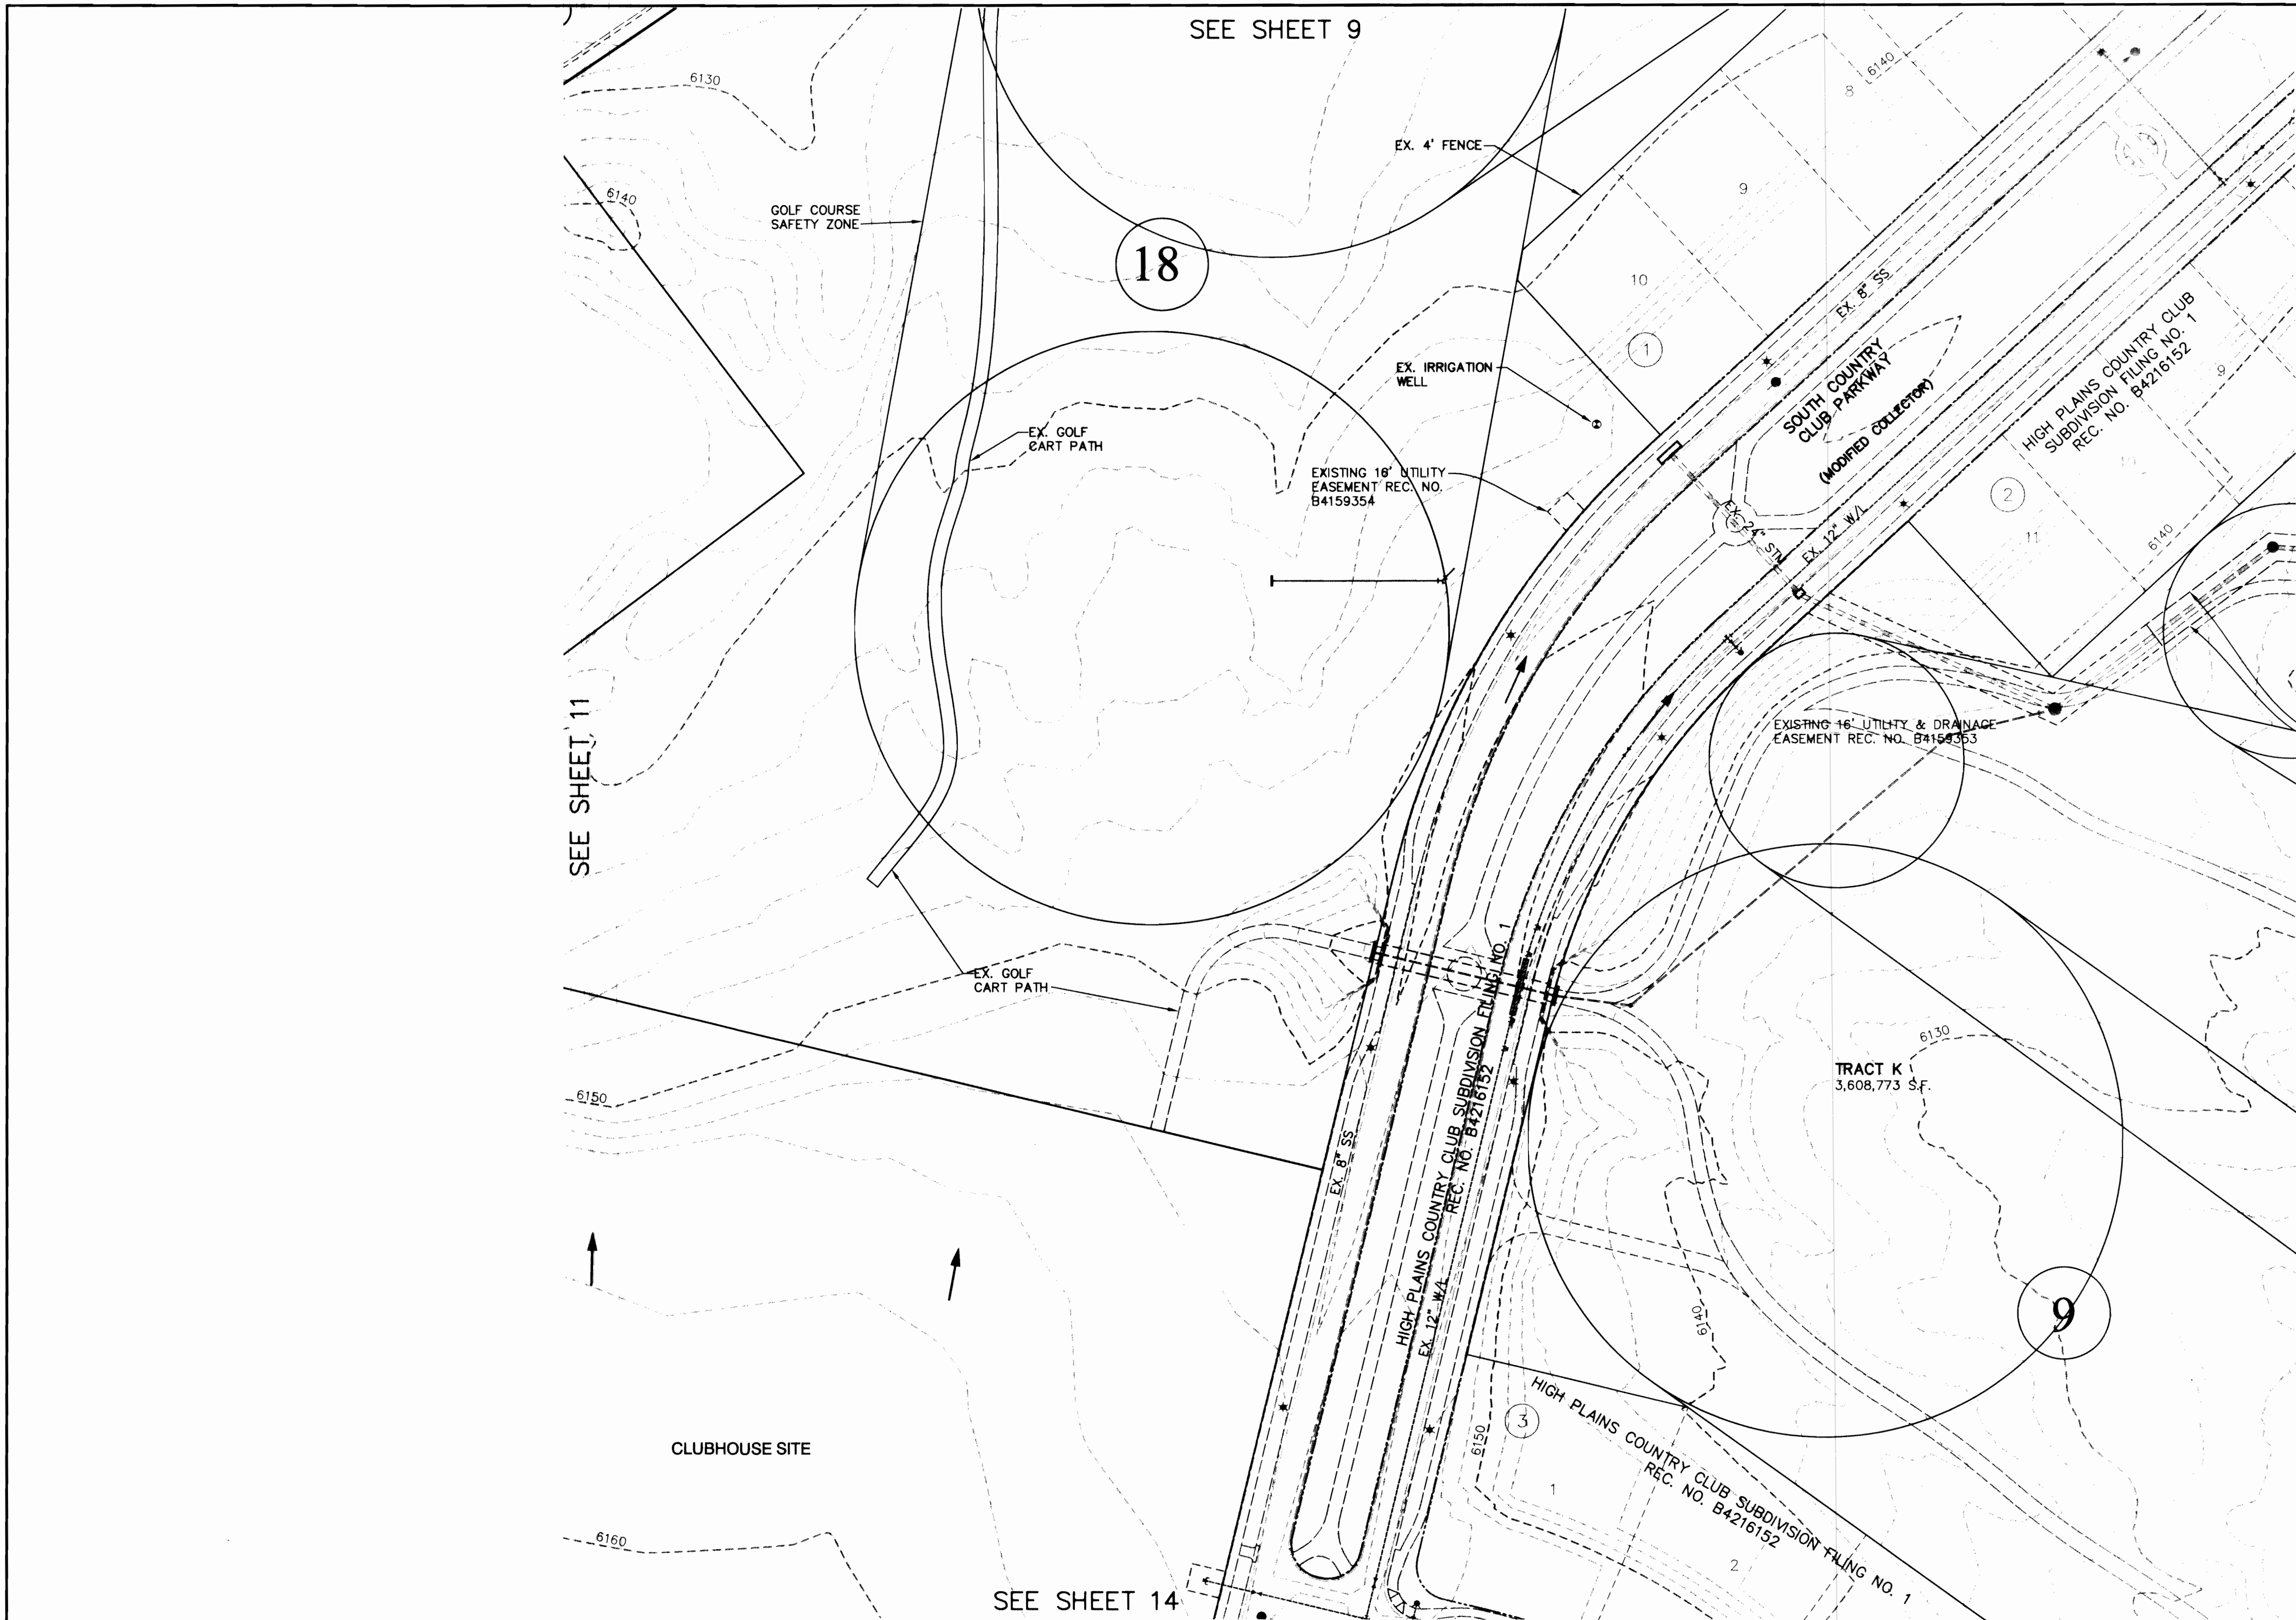 SEE SHEET 9
6130
6140
8
EX. 4' FENCE
9
6140
GOLF COURSE
SAFETY ZONE
18
10
1
EX. 8" SS
SOUTH COUNTRY
CLUB PARKWAY
(MODIFIED COLLECTOR)
HIGH PLAINS COUNTRY CLUB
SUBDIVISION FILING NO. 1
REC. NO. B4216152
9
EX. IRRIGATION
WELL
EX. GOLF
CART PATH
EXISTING 16' UTILITY
EASEMENT REC. NO.
B4159354
2
EX. 24" STM
EX. 12" W/L
11
6140
SEE SHEET 11
EXISTING 16' UTILITY & DRAINAGE
EASEMENT REC. NO. B4159353
EX. GOLF
CART PATH
HIGH PLAINS COUNTRY CLUB SUBDIVISION FILING NO. 1
REC. NO. B4216152
6130
TRACT K
3,608,773 S.F.
6150
EX. 8" SS
EX. 12" W/L
6140
9
HIGH PLAINS COUNTRY CLUB SUBDIVISION FILING NO. 1
REC. NO. B4216152
3
6150
CLUBHOUSE SITE
1
6160
2
SEE SHEET 14